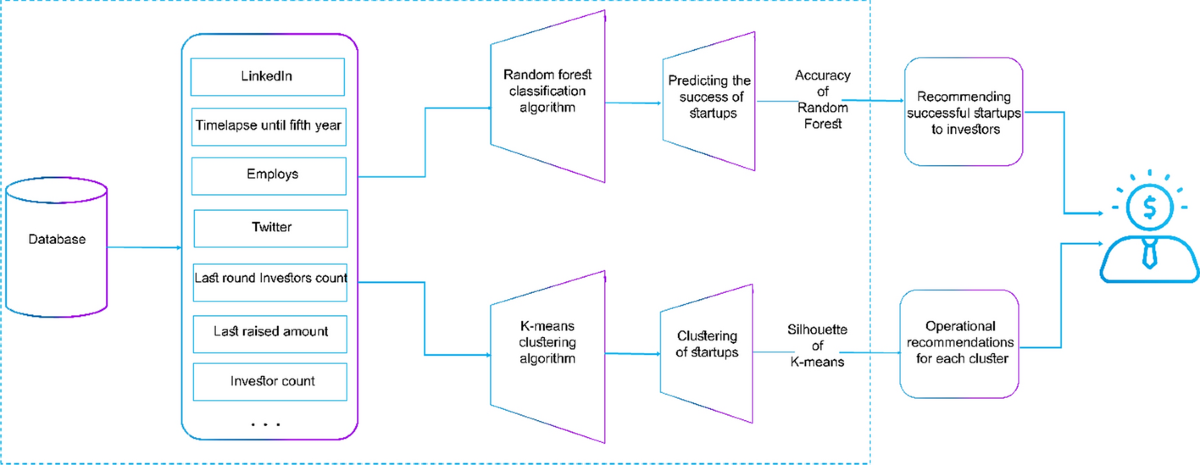 Database
LinkedIn
Timelapse until fifth year
Employs
Twitter
Last round Investors count
Last raised amount
Investor count
. . .
Random forest
classification
algorithm
Predicting the
success of
startups
Accuracy
of
Random
Forest
Recommending
successful startups
to investors
K-means
clustering
algorithm
Clustering
of startups
Silhouette
of
K-means
Operational
recommendations
for each cluster
$